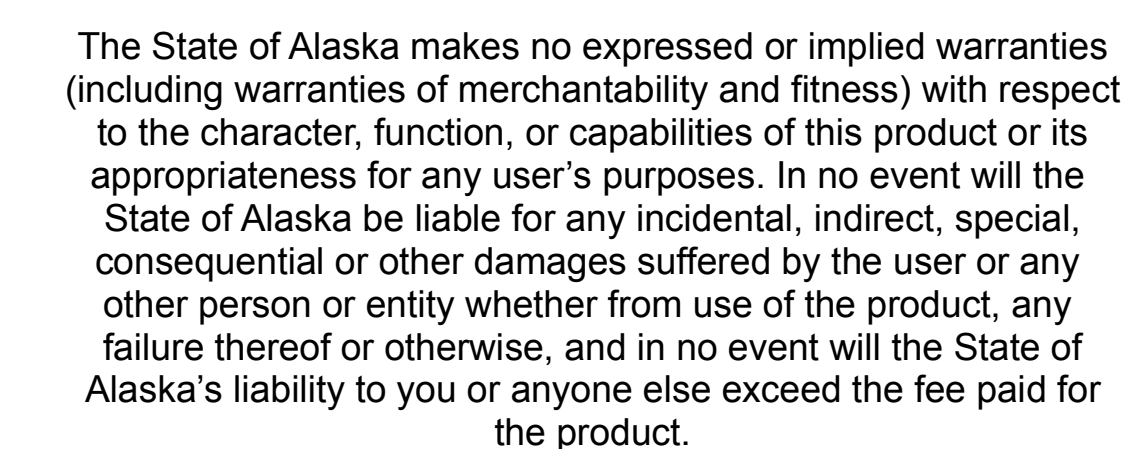 The State of Alaska makes no expressed or implied warranties
(including warranties of merchantability and fitness) with respect
to the character, function, or capabilities of this product or its
appropriateness for any user’s purposes. In no event will the
State of Alaska be liable for any incidental, indirect, special,
consequential or other damages suffered by the user or any
other person or entity whether from use of the product, any
failure thereof or otherwise, and in no event will the State of
Alaska’s liability to you or anyone else exceed the fee paid for
the product.